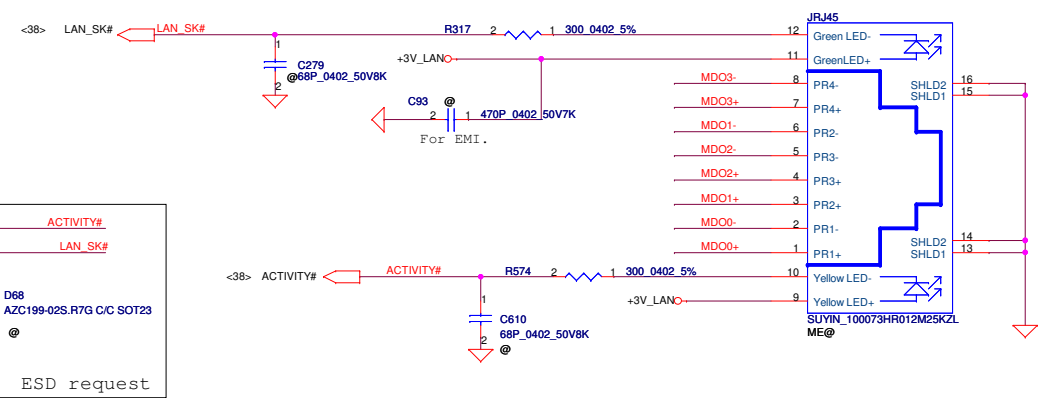 JRJ45
<38> LAN_SK# LAN_SK# R317 2 1 300_0402_5% 12 Green LED-
+3V_LAN 11 GreenLED+
1
C279
@68P_0402_50V8K
2
C93 @
2 1 470P_0402_50V7K
For EMI.
MDO3- 8 PR4- SHLD2 16
MDO3+ 7 PR4+ SHLD1 15
MDO1- 6 PR2-
MDO2- 5 PR3-
MDO2+ 4 PR3+
MDO1+ 3 PR2+
MDO0- 2 PR1- SHLD2 14
MDO0+ 1 PR1+ SHLD1 13
<38> ACTIVITY# ACTIVITY# R574 2 1 300_0402_5% 10 Yellow LED-
+3V_LAN 9 Yellow LED+
1
C610
68P_0402_50V8K
2
@
SUYIN_100073HR012M25KZL
ME@
ACTIVITY#
LAN_SK#
D68
AZC199-02S.R7G C/C SOT23
@
ESD request